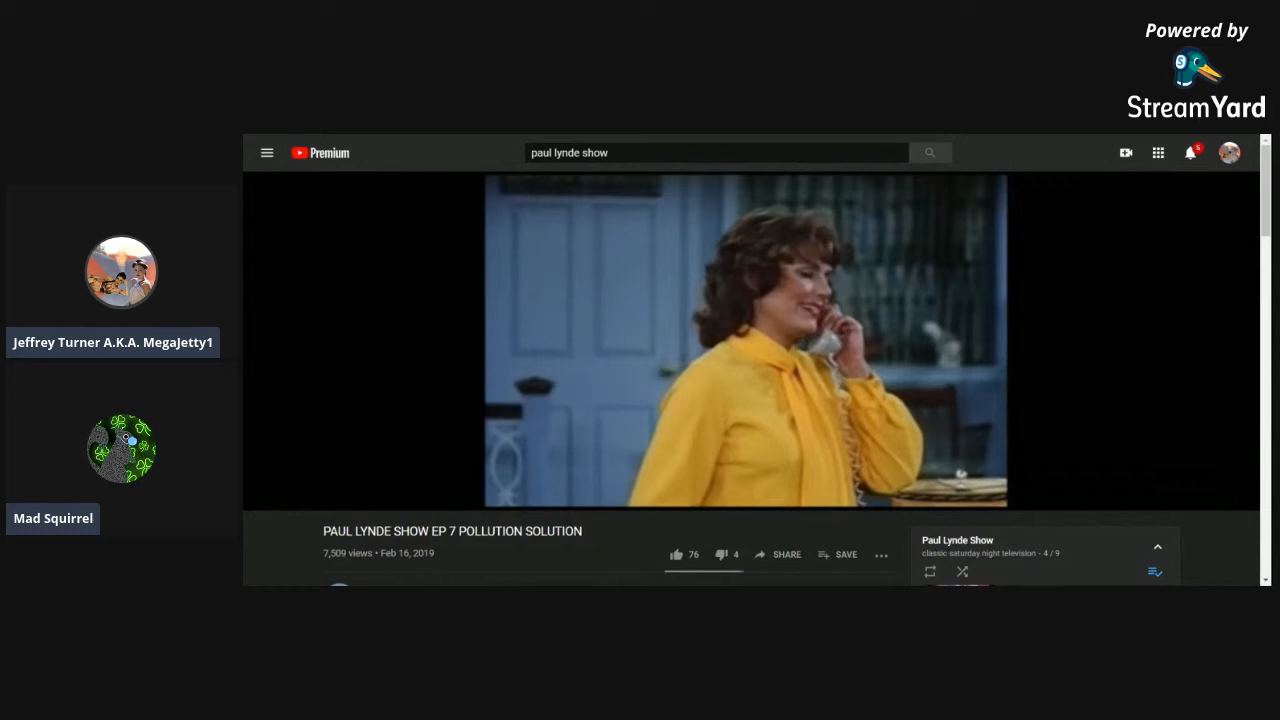 Powered by
StreamYard
Premium
paul lynde show
5
Jeffrey Turner A.K.A. MegaJetty1
Mad Squirrel
PAUL LYNDE SHOW EP 7 POLLUTION SOLUTION
7,509 views • Feb 16, 2019
76
4
SHARE
SAVE
Paul Lynde Show
classic saturday night television - 4 / 9